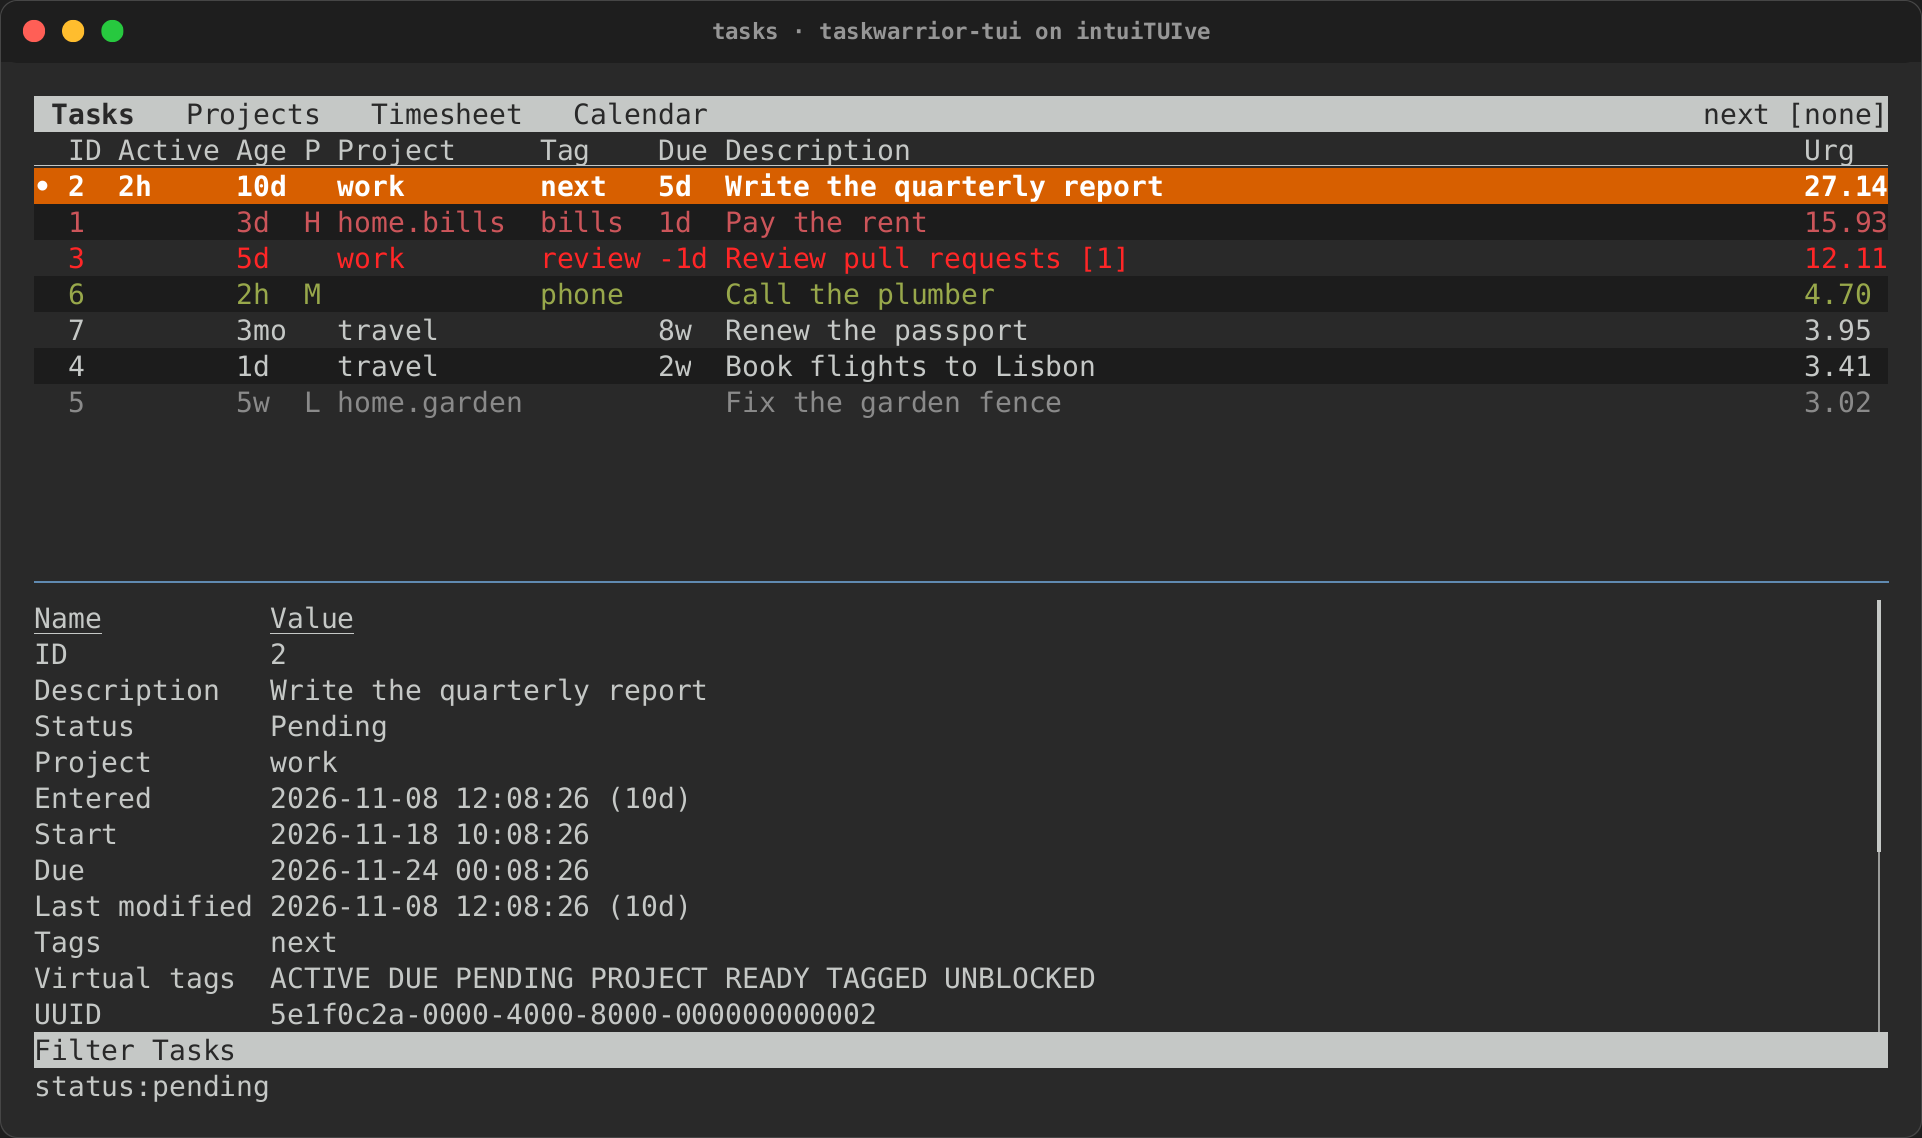 tasks · taskwarrior-tui on intuiTUIve
Tasks Projects Timesheet Calendar next [none]
ID Active Age P Project Tag Due Description Urg
• 2 2h 10d work next 5d Write the quarterly report 27.14
1 3d H home.bills bills 1d Pay the rent 15.93
3 5d work review -1d Review pull requests [1] 12.11
6 2h M phone Call the plumber 4.70
7 3mo travel 8w Renew the passport 3.95
4 1d travel 2w Book flights to Lisbon 3.41
5 5w L home.garden Fix the garden fence 3.02
Name Value
ID 2
Description Write the quarterly report
Status Pending
Project work
Entered 2026-11-08 12:08:26 (10d)
Start 2026-11-18 10:08:26
Due 2026-11-24 00:08:26
Last modified 2026-11-08 12:08:26 (10d)
Tags next
Virtual tags ACTIVE DUE PENDING PROJECT READY TAGGED UNBLOCKED
UUID 5e1f0c2a-0000-4000-8000-000000000002
Filter Tasks
status:pending